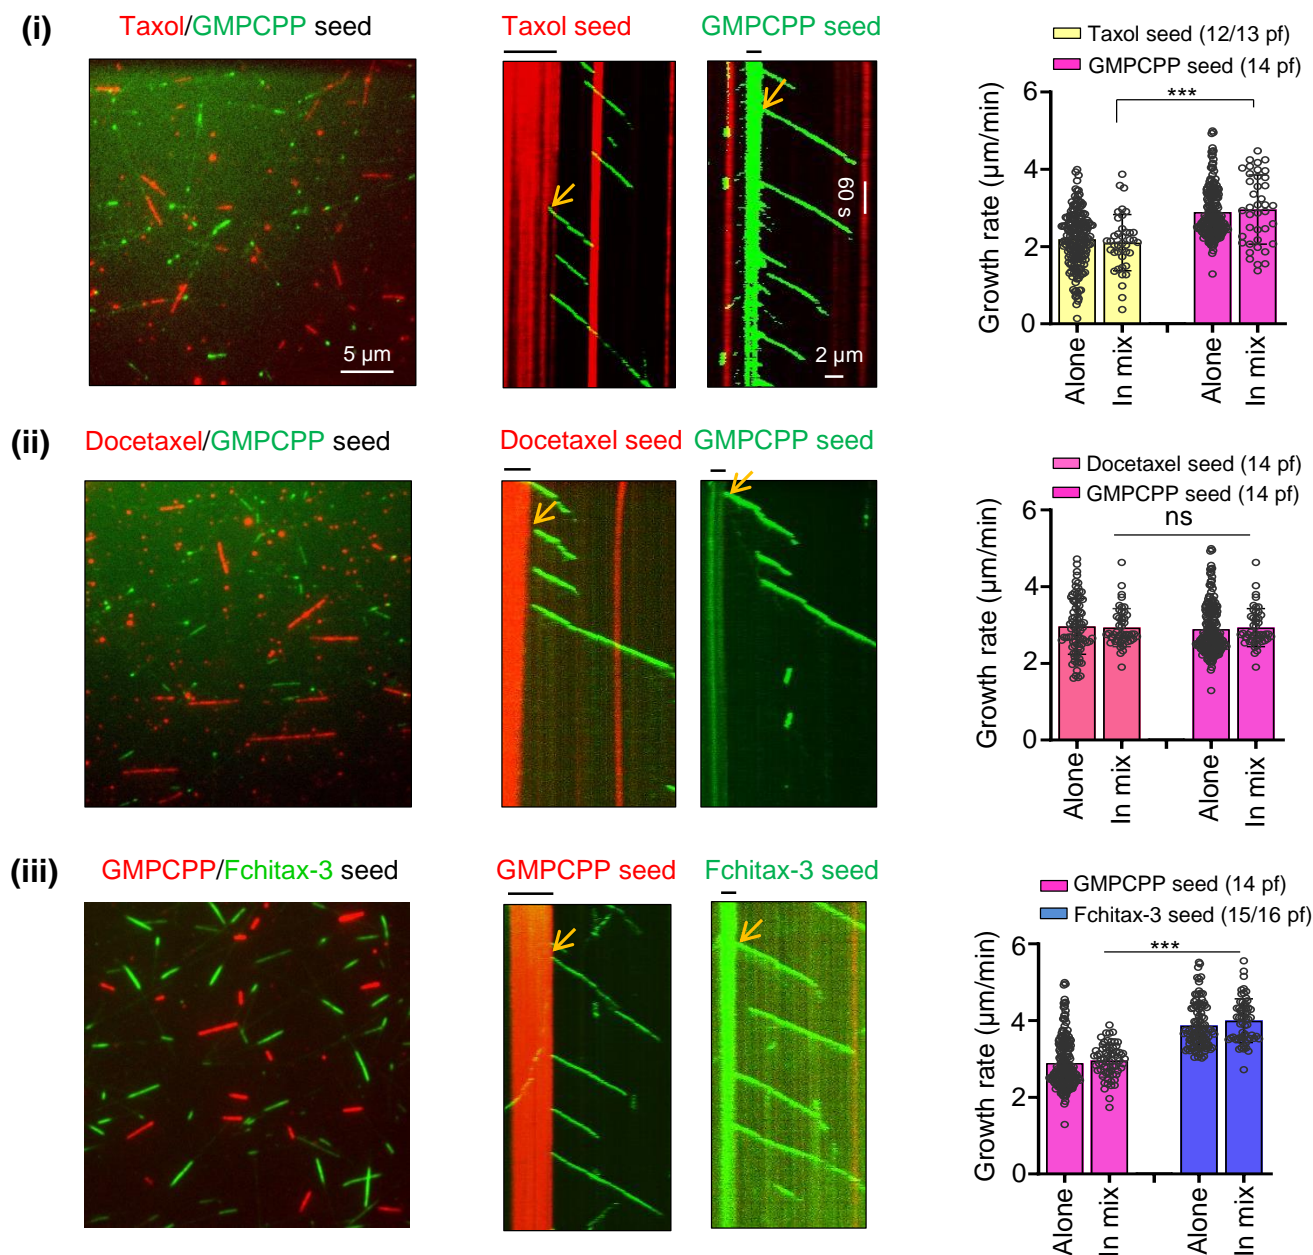 (i)
Taxol/GMPCPP seed
Taxol seed
GMPCPP seed
5 µm
60 s
2 µm
Taxol seed (12/13 pf)
GMPCPP seed (14 pf)
***
Growth rate (µm/min)
6
4
2
0
Alone
In mix
Alone
In mix
(ii)
Docetaxel/GMPCPP seed
Docetaxel seed
GMPCPP seed
Docetaxel seed (14 pf)
GMPCPP seed (14 pf)
ns
Growth rate (µm/min)
6
4
2
0
Alone
In mix
Alone
In mix
(iii)
GMPCPP/Fchitax-3 seed
GMPCPP seed
Fchitax-3 seed
GMPCPP seed (14 pf)
Fchitax-3 seed (15/16 pf)
***
Growth rate (µm/min)
6
4
2
0
Alone
In mix
Alone
In mix